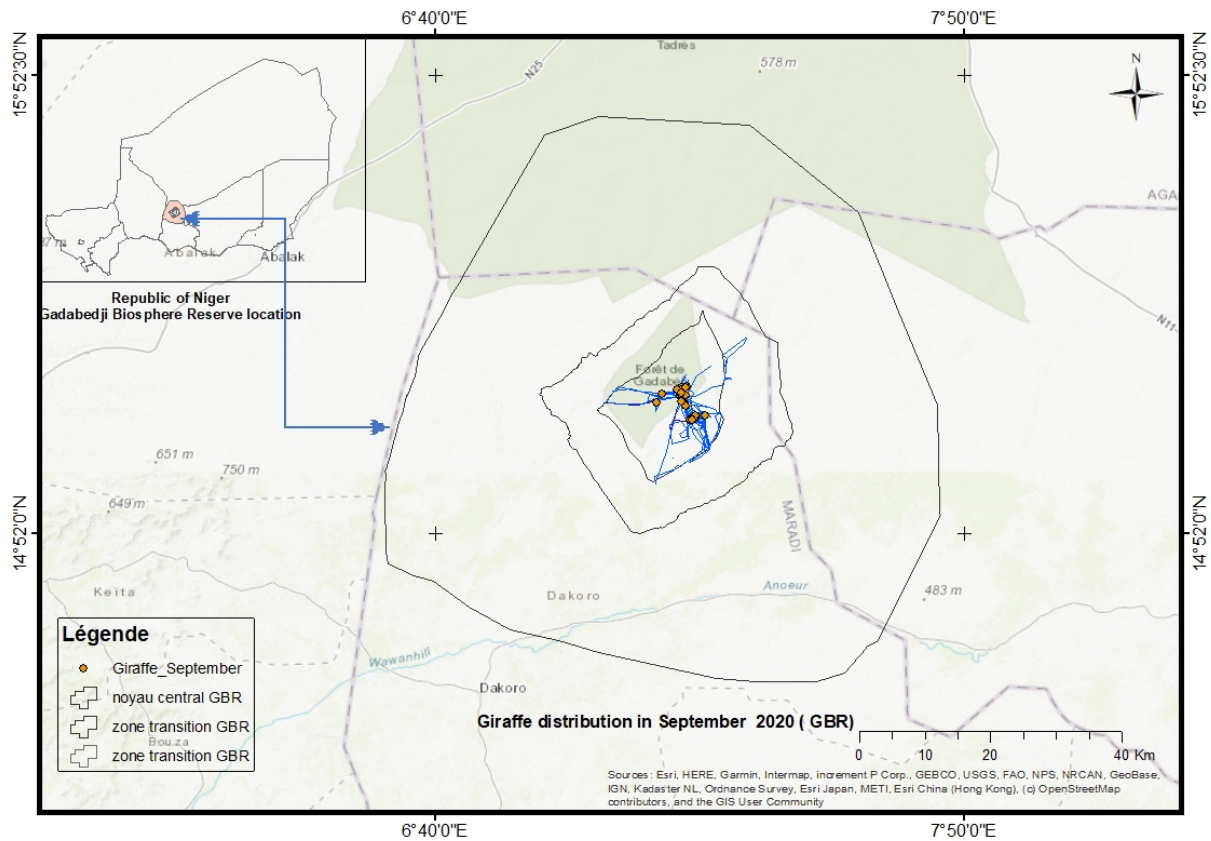 6°40'0"E
7°50'0"E
15°52'30"N
15°52'30"N
Tadrès
578 m
N25
N
AGA
Abalak
Abalak
Republic of Niger
Gadabedji Biosphere Reserve location
N11
Forêt de
651 m
750 m
649 m
14°52'0"N
14°52'0"N
MARADI
Anoeur
483 m
Keïta
Dakoro
Wawanhill
Dakoro
Légende
Giraffe_September
noyau central GBR
zone transition GBR
Bouza
zone transition GBR
Giraffe distribution in September 2020 ( GBR)
0 10 20 40 Km
Sources: Esri, HERE, Garmin, Intermap, increment P Corp., GEBCO, USGS, FAO, NPS, NRCAN, GeoBase,
IGN, Kadaster NL, Ordnance Survey, Esri Japan, METI, Esri China (Hong Kong), (c) OpenStreetMap
contributors, and the GIS User Community
6°40'0"E
7°50'0"E